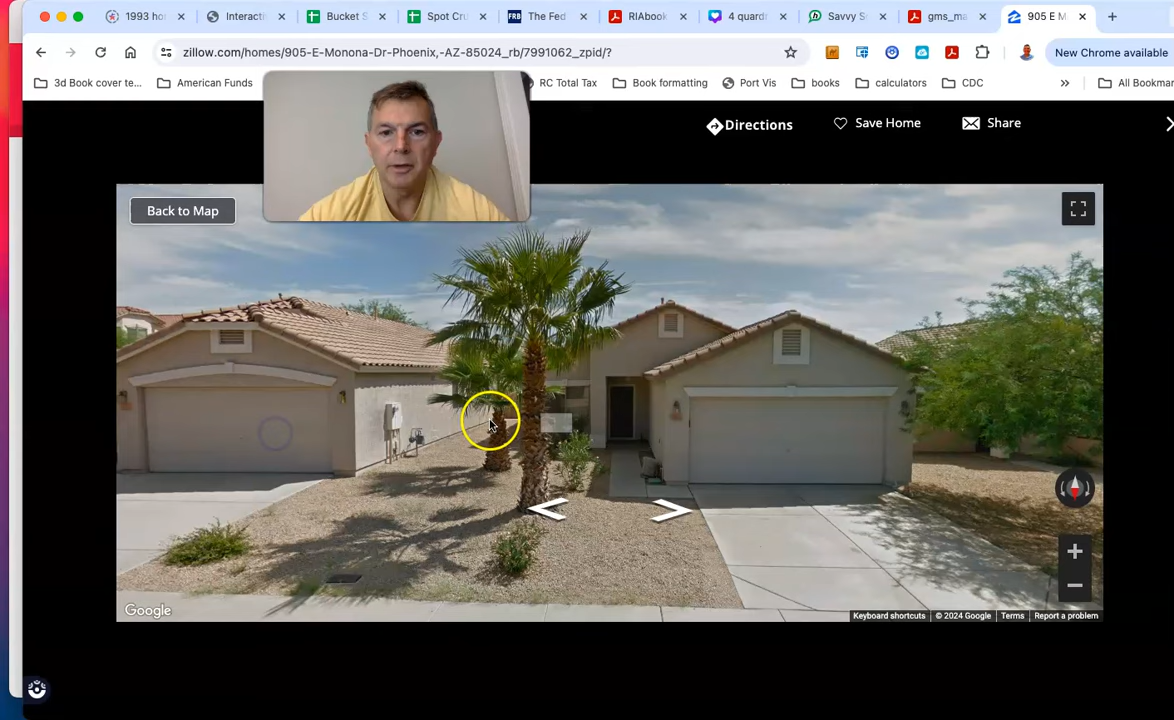 1993 ho
Interacti
Bucket S
Spot Cru
FRB The Fed
RIAbook
4 quadr
Savvy S
gms_ma
905 E M
zillow.com/homes/905-E-Monona-Dr-Phoenix,-AZ-85024_rb/7991062_zpid/?
New Chrome available
3d Book cover te...
American Funds
RC Total Tax
Book formatting
Port Vis
books
calculators
CDC
»
All Bookmar
Directions
Save Home
Share
Back to Map
Google
Keyboard shortcuts
© 2024 Google
Terms
Report a problem